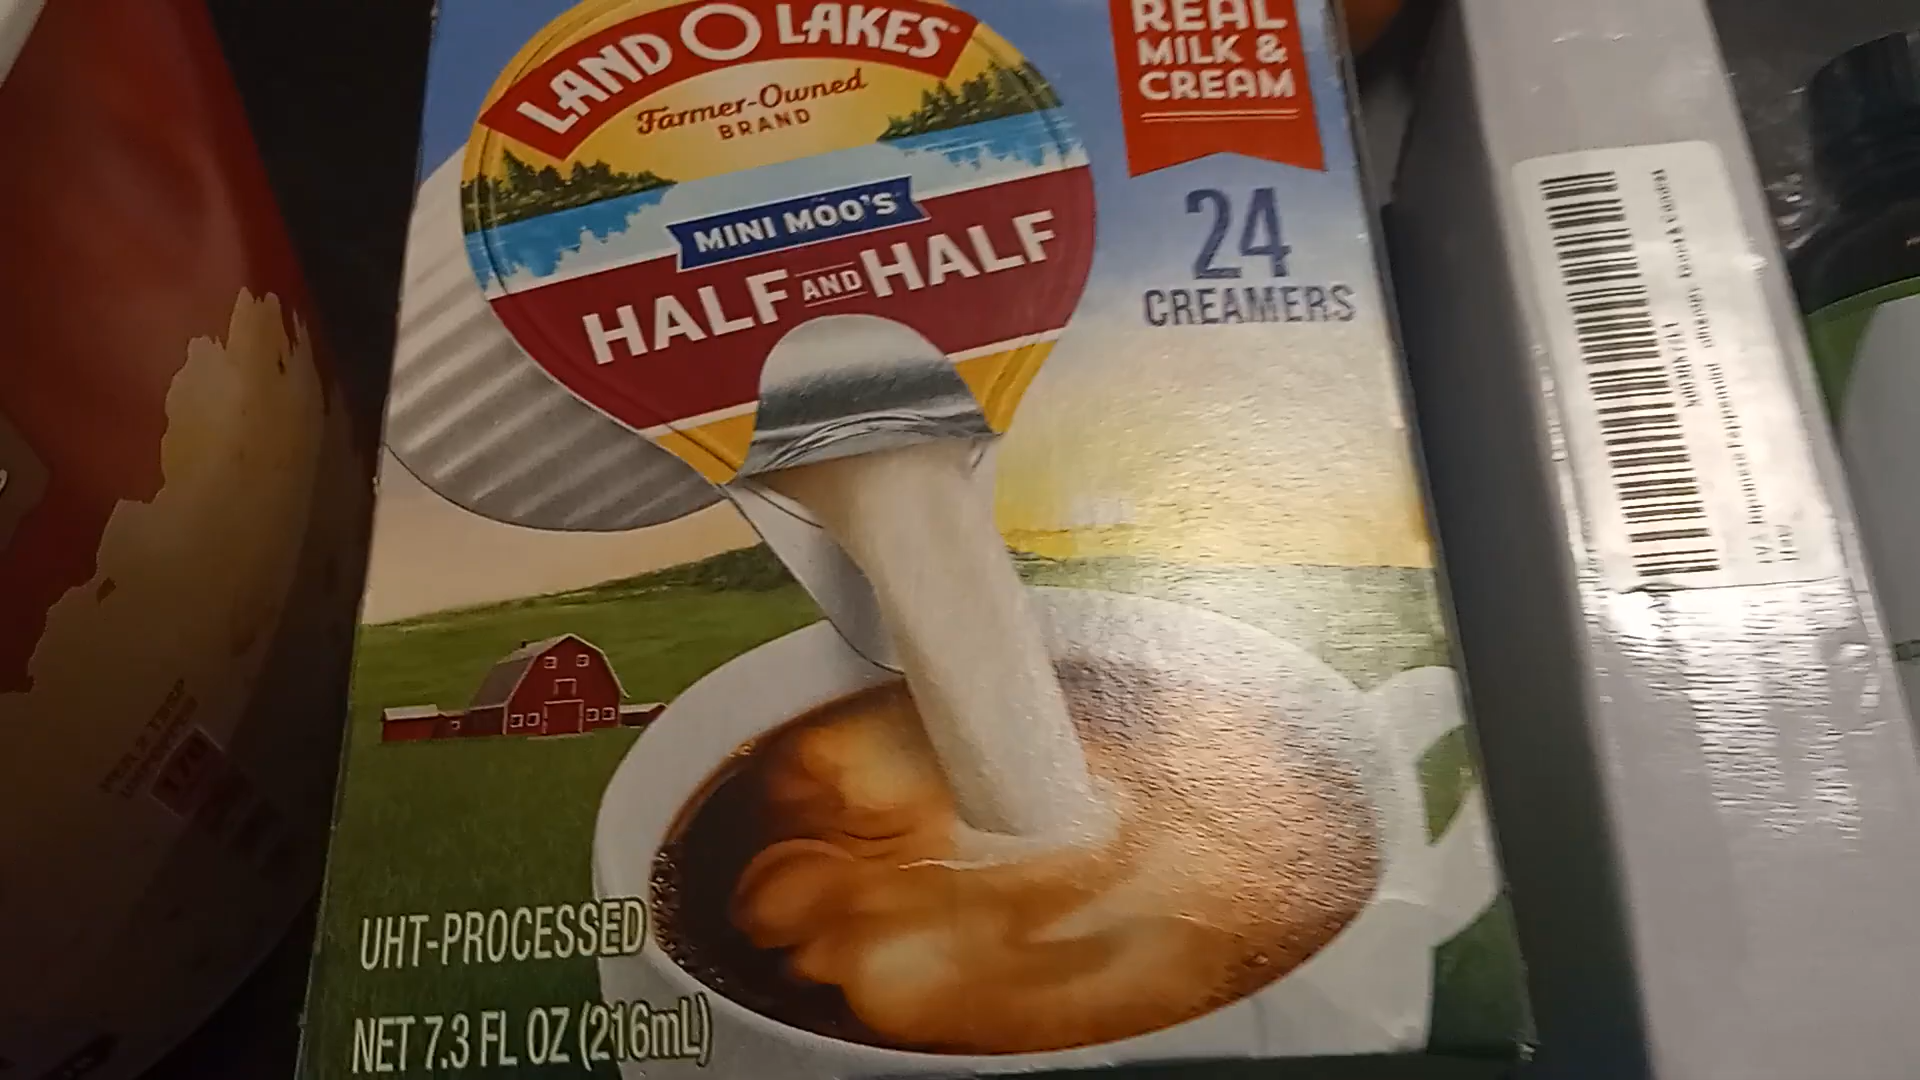 LAND O LAKES
Farmer-Owned
BRAND
MINI MOO'S
HALF AND HALF
REAL
MILK &
CREAM
24
CREAMERS
UHT-PROCESSED
NET 7.3 FL OZ (216mL)